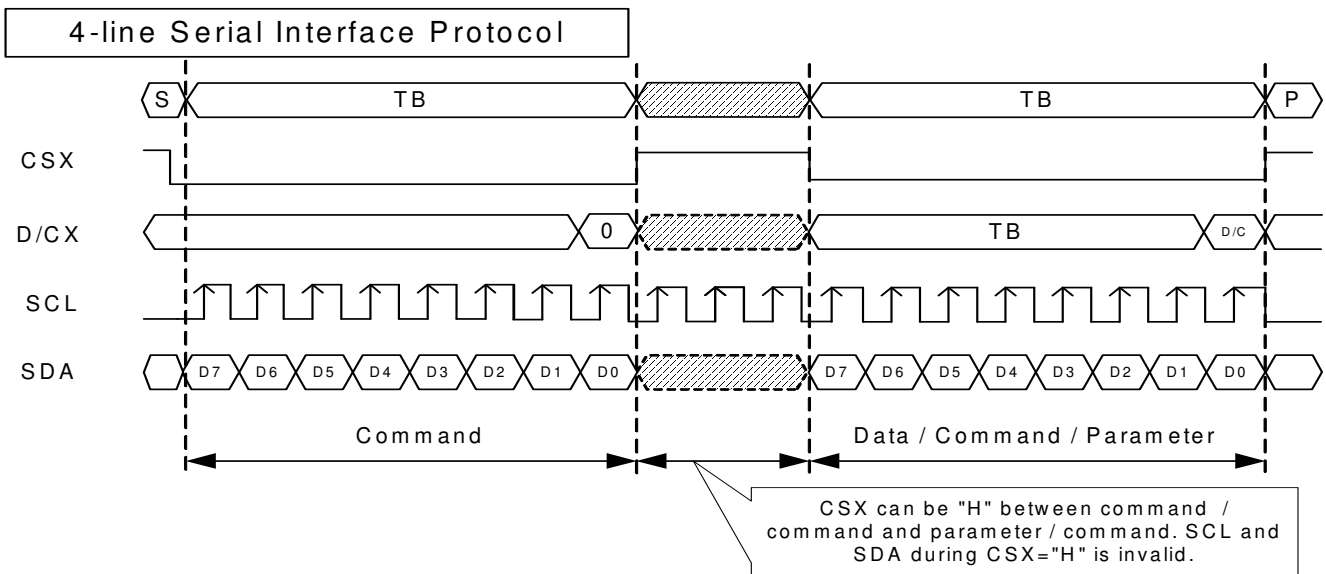 4-line Serial Interface Protocol
S TB TB P
CSX
D/CX 0 TB D/C
SCL
SDA D7 D6 D5 D4 D3 D2 D1 D0 D7 D6 D5 D4 D3 D2 D1 D0
Command Data / Command / Parameter
CSX can be "H" between command /
command and parameter / command. SCL and
SDA during CSX="H" is invalid.